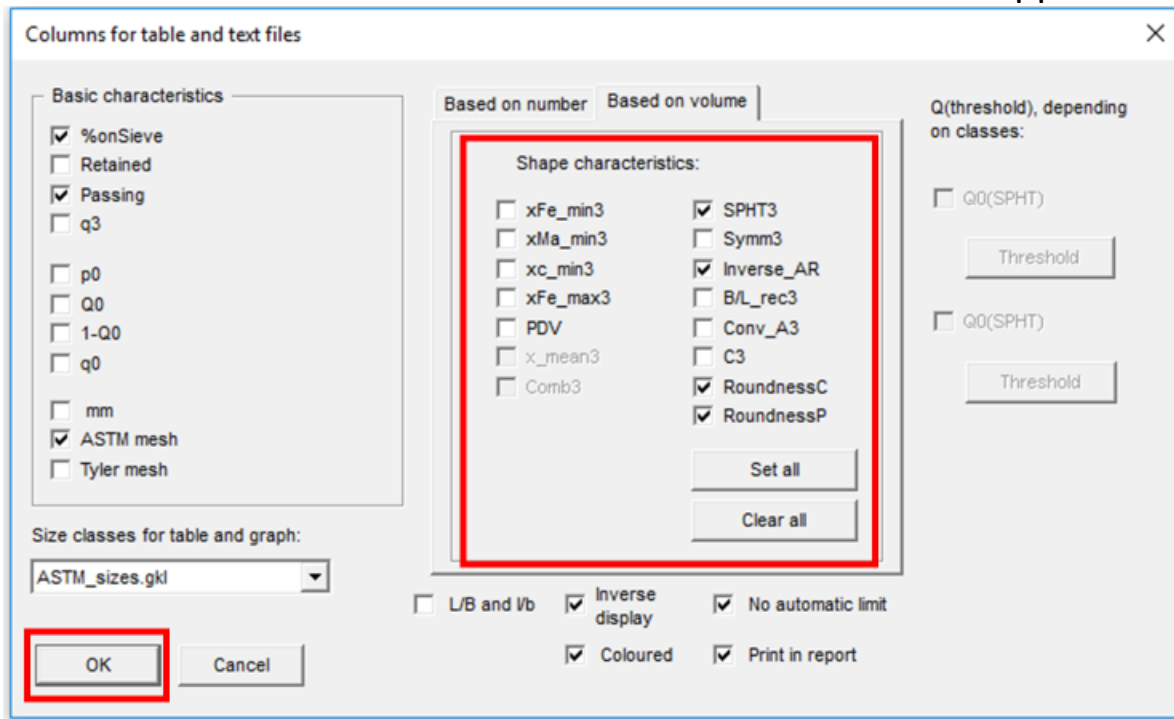 Columns for table and text files
Basic characteristics
%onSieve
Retained
Passing
q3
p0
Q0
1-Q0
q0
mm
ASTM mesh
Tyler mesh
Size classes for table and graph:
ASTM_sizes.gkl
OK
Cancel
Based on number
Based on volume
Shape characteristics:
xFe_min3
xMa_min3
xc_min3
xFe_max3
PDV
x_mean3
Comb3
SPHT3
Symm3
Inverse_AR
B/L_rec3
Conv_A3
C3
RoundnessC
RoundnessP
Set all
Clear all
L/B and l/b
Inverse
display
No automatic limit
Coloured
Print in report
Q(threshold), depending
on classes:
Q0(SPHT)
Threshold
Q0(SPHT)
Threshold